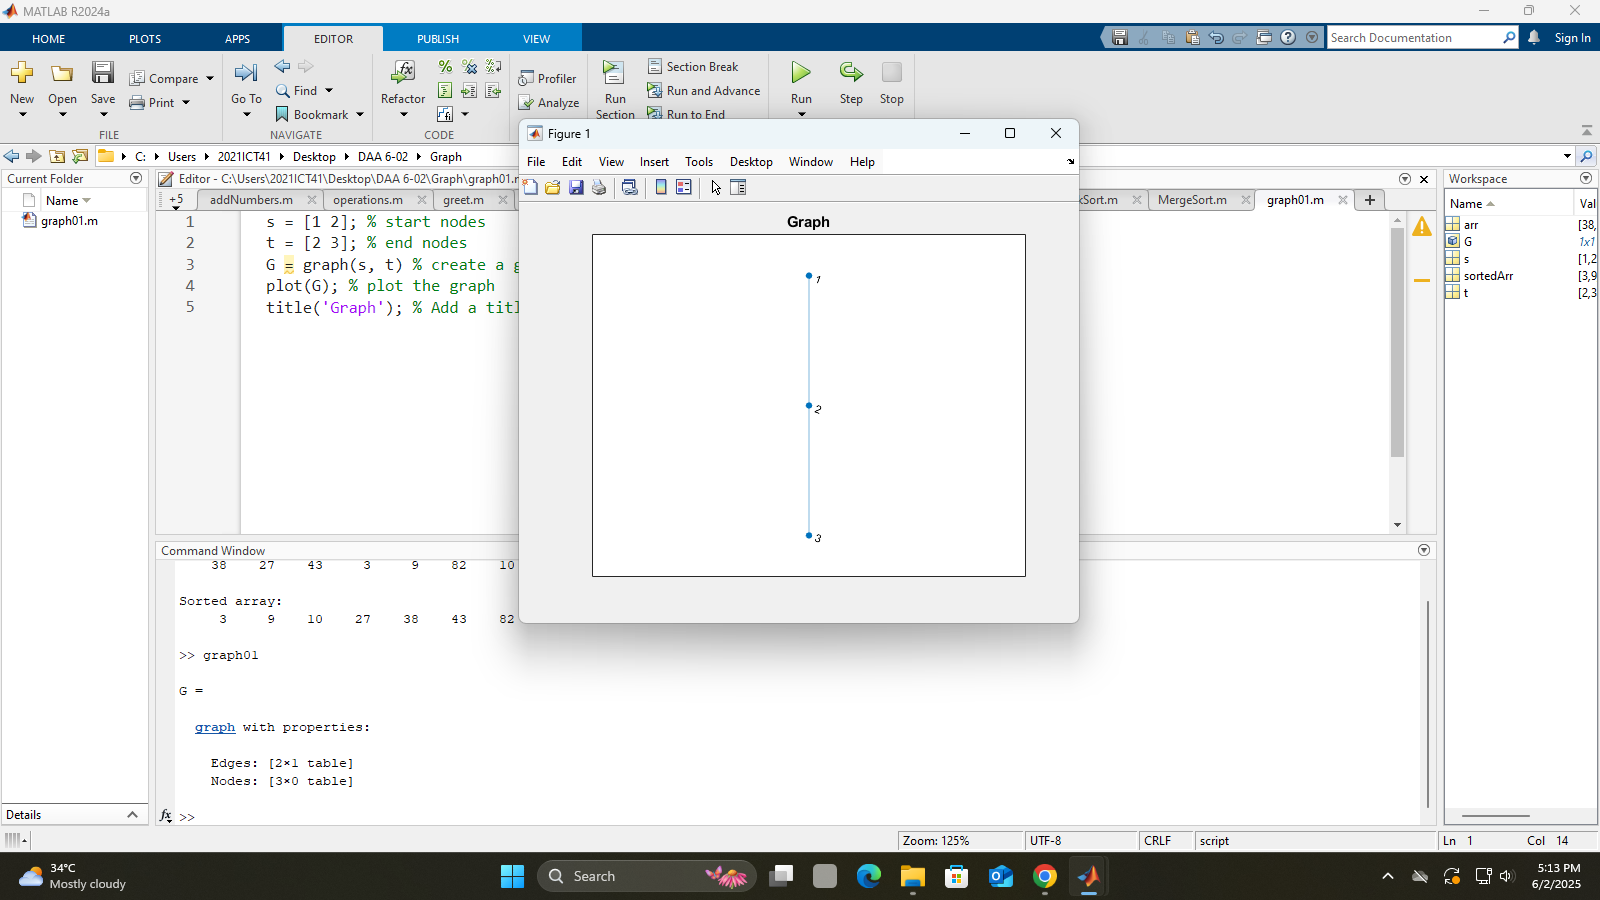 MATLAB R2024a
HOME PLOTS APPS EDITOR PUBLISH VIEW
Search Documentation Sign In
New Open Save Compare Print
Go To Find Bookmark
Refactor
Profiler
Analyze
Run Section
Section Break
Run and Advance
Run to End
Run Step Stop
FILE NAVIGATE CODE
C: Users 2021ICT41 Desktop DAA 6-02 Graph
Current Folder
Name
graph01.m
Details
Editor - C:\Users\2021ICT41\Desktop\DAA 6-02\Graph\graph01.m
+5 addNumbers.m operations.m greet.m kSort.m MergeSort.m graph01.m +
1 s = [1 2]; % start nodes
2 t = [2 3]; % end nodes
3 G = graph(s, t) % create a g
4 plot(G); % plot the graph
5 title('Graph'); % Add a titl
Figure 1
File Edit View Insert Tools Desktop Window Help
Graph
1
2
3
Workspace
Name Val
arr [38,
G 1x1
s [1,2
sortedArr [3,9
t [2,3
Command Window
38 27 43 3 9 82 10
Sorted array:
3 9 10 27 38 43 82
>> graph01
G =
graph with properties:
Edges: [2×1 table]
Nodes: [3×0 table]
fx >>
Zoom: 125% UTF-8 CRLF script Ln 1 Col 14
34°C
Mostly cloudy
Search
5:13 PM
6/2/2025